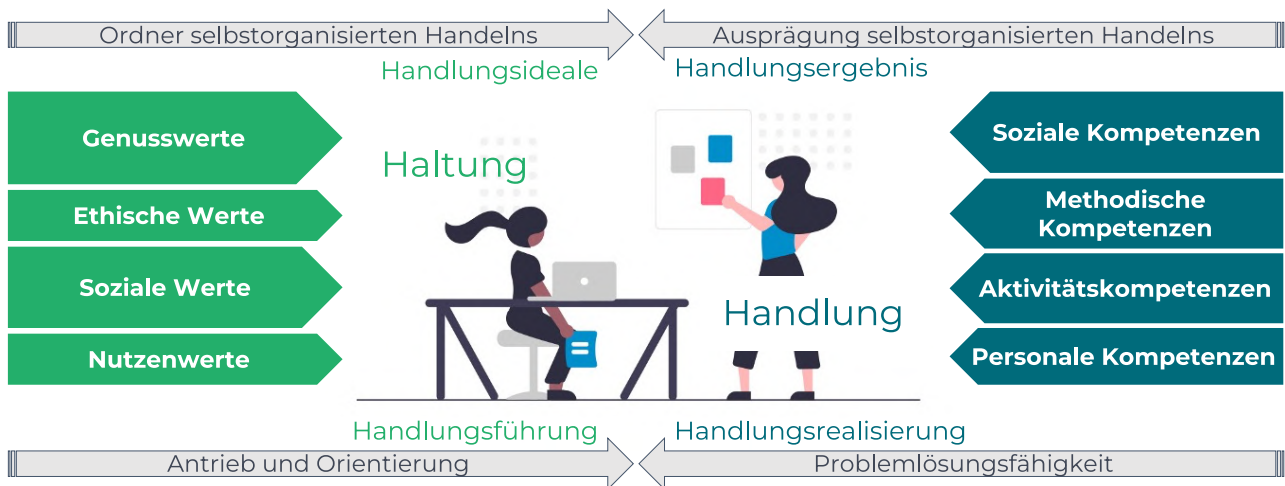 Ordner selbstorganisierten Handelns
Ausprägung selbstorganisierten Handelns
Handlungsideale
Handlungsergebnis
Genusswerte
Ethische Werte
Soziale Werte
Nutzenwerte
Haltung
Handlung
Soziale Kompetenzen
Methodische
Kompetenzen
Aktivitätskompetenzen
Personale Kompetenzen
Handlungsführung
Handlungsrealisierung
Antrieb und Orientierung
Problemlösungsfähigkeit